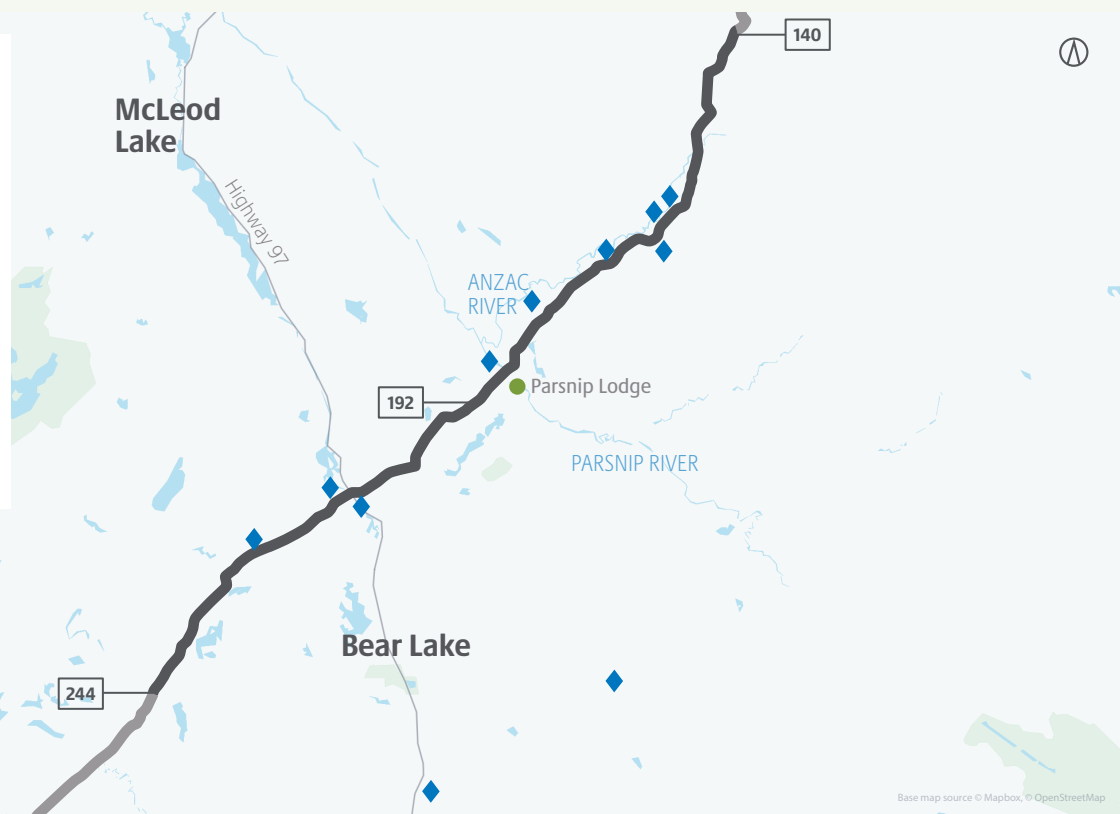 140
McLeod
Lake
Highway 97
ANZAC
RIVER
Parsnip Lodge
192
PARSNIP RIVER
Bear Lake
244
Base map source © Mapbox, © OpenStreetMap